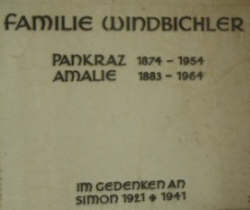 FAMILIE WINDBICHLER
PANKRAZ 1874 – 1954
AMALIE 1883 – 1964
IM GEDENKEN AN
SIMON 1921 ✦ 1941